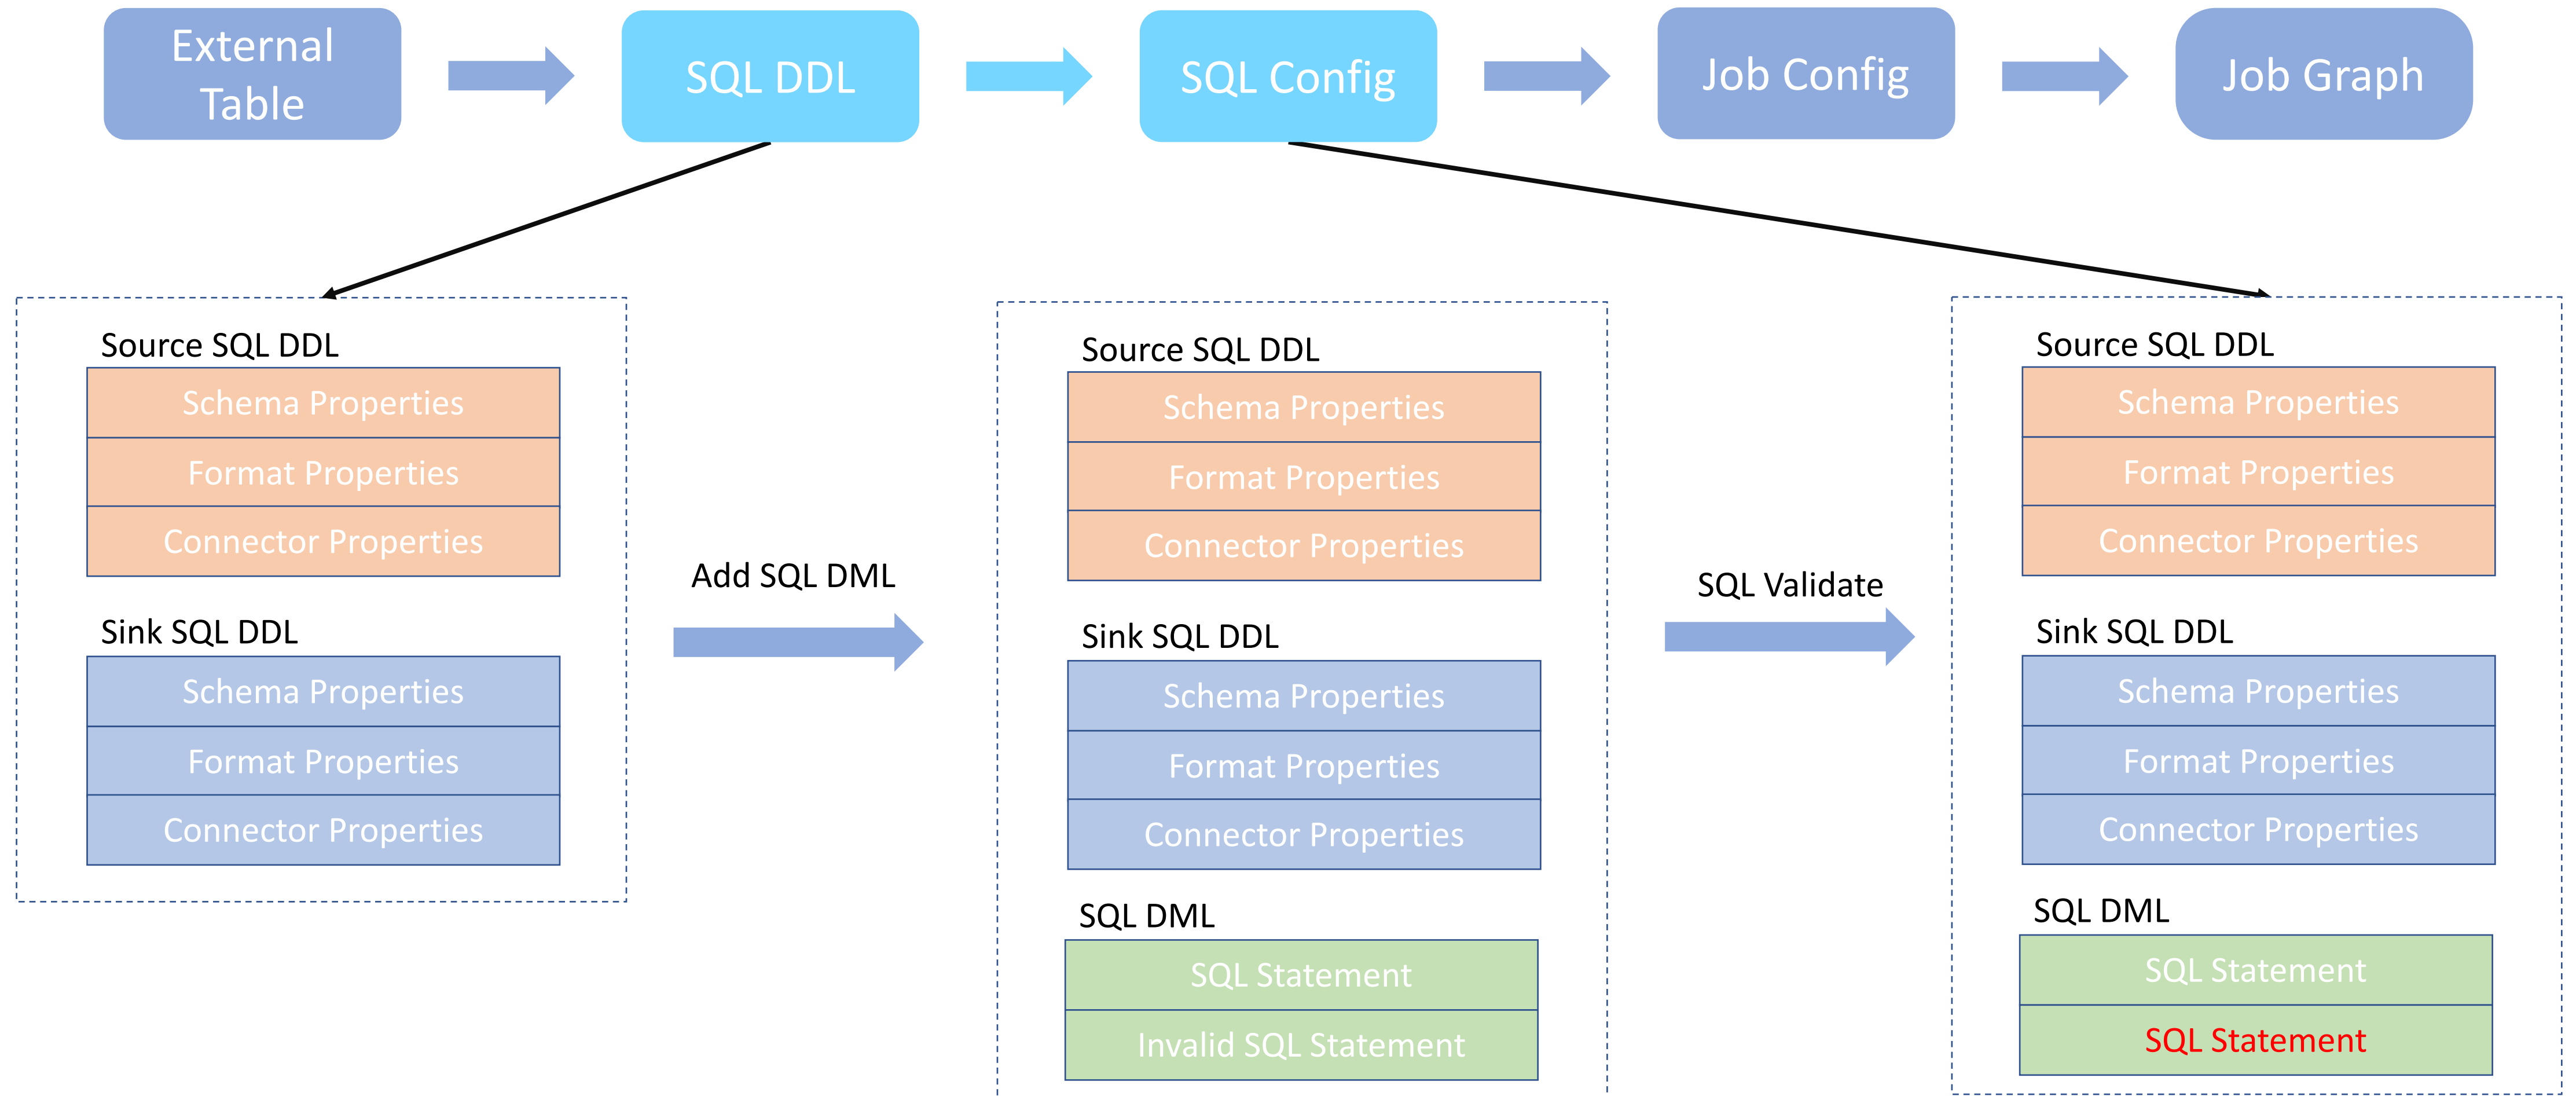 External
Table
SQL DDL
SQL Config
Job Config
Job Graph
Source SQL DDL
Schema Properties
Format Properties
Connector Properties
Sink SQL DDL
Schema Properties
Format Properties
Connector Properties
Add SQL DML
Source SQL DDL
Schema Properties
Format Properties
Connector Properties
Sink SQL DDL
Schema Properties
Format Properties
Connector Properties
SQL DML
SQL Statement
Invalid SQL Statement
SQL Validate
Source SQL DDL
Schema Properties
Format Properties
Connector Properties
Sink SQL DDL
Schema Properties
Format Properties
Connector Properties
SQL DML
SQL Statement
SQL Statement